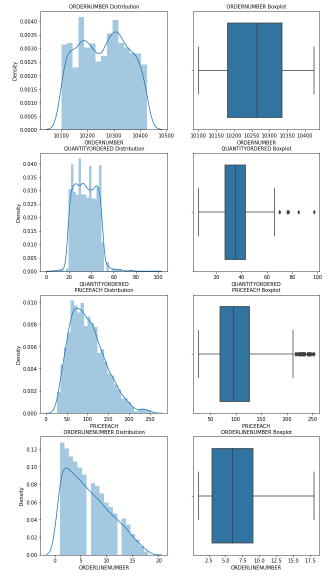 ORDERNUMBER Distribution
ORDERNUMBER Boxplot
0.0040
0.0035
0.0030
0.0025
0.0020
0.0015
0.0010
0.0005
0.0000
Density
10100 10200 10300 10400 10500
10100 10150 10200 10250 10300 10350 10400
ORDERNUMBER
ORDERNUMBER
QUANTITYORDERED Distribution
QUANTITYORDERED Boxplot
0.040
0.035
0.030
0.025
0.020
0.015
0.010
0.005
0.000
Density
0 20 40 60 80 100
20 40 60 80 100
QUANTITYORDERED
QUANTITYORDERED
PRICEEACH Distribution
PRICEEACH Boxplot
0.010
0.008
0.006
0.004
0.002
0.000
Density
0 50 100 150 200 250
50 100 150 200 250
PRICEEACH
PRICEEACH
ORDERLINENUMBER Distribution
ORDERLINENUMBER Boxplot
0.12
0.10
0.08
0.06
0.04
0.02
0.00
Density
0 5 10 15 20
2.5 5.0 7.5 10.0 12.5 15.0 17.5
ORDERLINENUMBER
ORDERLINENUMBER